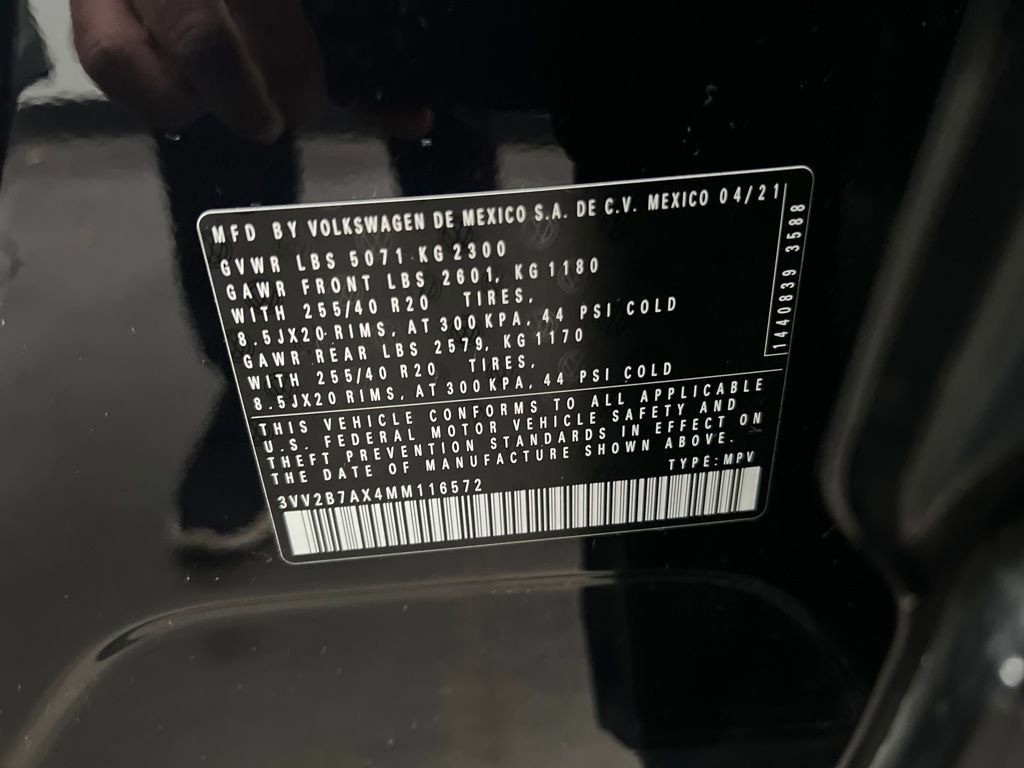 MFD BY VOLKSWAGEN DE MEXICO S.A. DE C.V. MEXICO 04/21
GVWR LBS 5071 KG 2300
GAWR FRONT LBS 2601, KG 1180
WITH 255/40 R20 TIRES,
8.5JX20 RIMS, AT 300 KPA, 44 PSI COLD
GAWR REAR LBS 2579, KG 1170
WITH 255/40 R20 TIRES,
8.5JX20 RIMS, AT 300 KPA, 44 PSI COLD
1440839 3588
THIS VEHICLE CONFORMS TO ALL APPLICABLE
U.S. FEDERAL MOTOR VEHICLE SAFETY AND
THEFT PREVENTION STANDARDS IN EFFECT ON
THE DATE OF MANUFACTURE SHOWN ABOVE.
TYPE: MPV
3VV2B7AX4MM116572